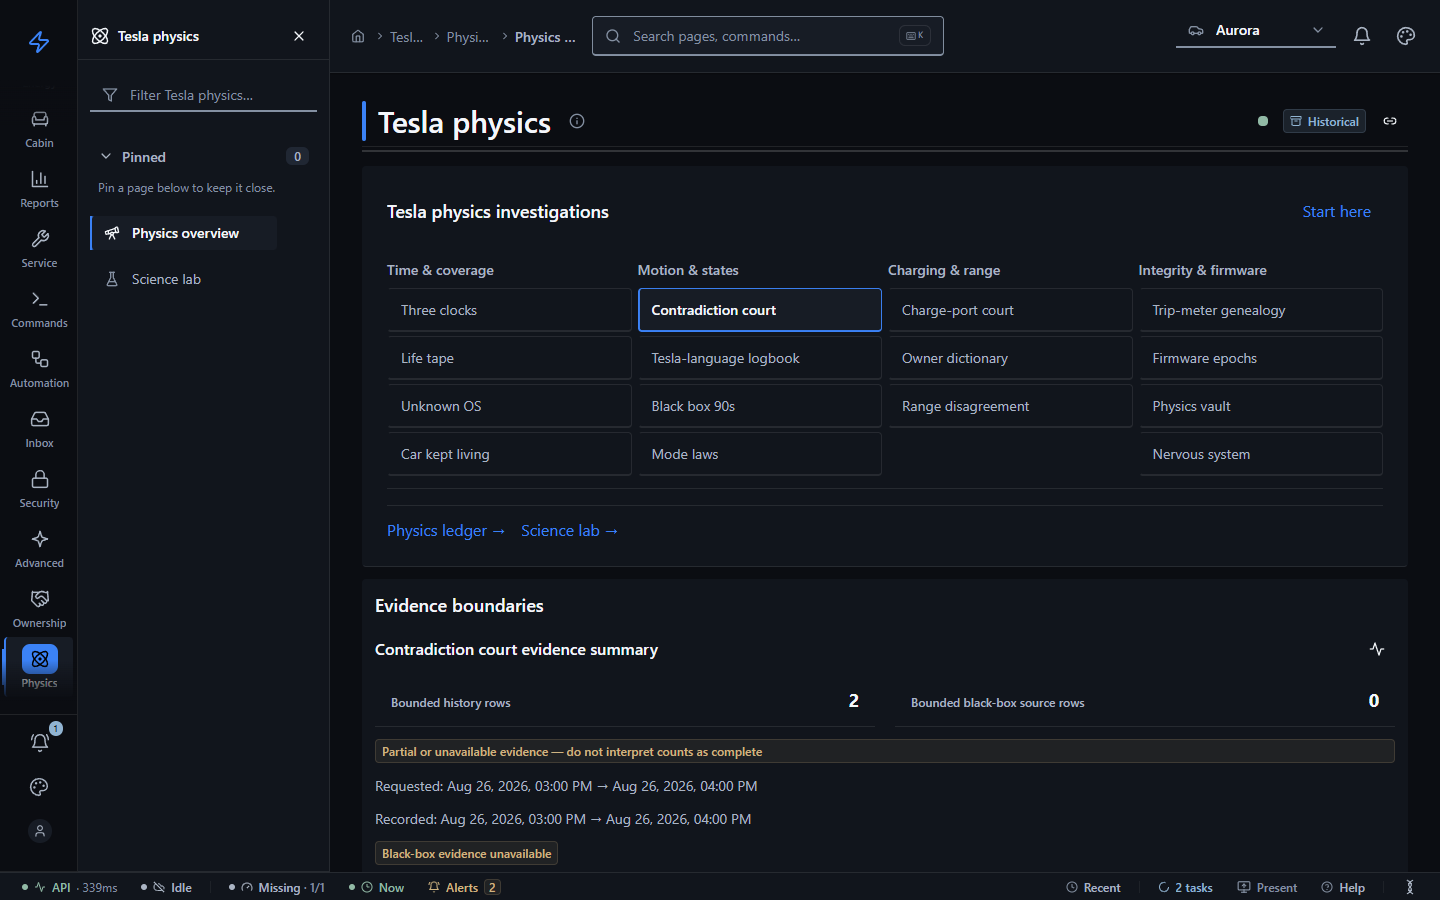 Tesla physics
Tesl...
Physi...
Physics ...
Search pages, commands...
K
Aurora
Filter Tesla physics...
Pinned
0
Pin a page below to keep it close.
Physics overview
Science lab
Cabin
Reports
Service
Commands
Automation
Inbox
Security
Advanced
Ownership
Physics
1
Tesla physics
Historical
Tesla physics investigations
Start here
Time & coverage
Three clocks
Life tape
Unknown OS
Car kept living
Motion & states
Contradiction court
Tesla-language logbook
Black box 90s
Mode laws
Charging & range
Charge-port court
Owner dictionary
Range disagreement
Integrity & firmware
Trip-meter genealogy
Firmware epochs
Physics vault
Nervous system
Physics ledger →
Science lab →
Evidence boundaries
Contradiction court evidence summary
Bounded history rows
2
Bounded black-box source rows
0
Partial or unavailable evidence — do not interpret counts as complete
Requested: Aug 26, 2026, 03:00 PM → Aug 26, 2026, 04:00 PM
Recorded: Aug 26, 2026, 03:00 PM → Aug 26, 2026, 04:00 PM
Black-box evidence unavailable
API · 339ms
Idle
Missing · 1/1
Now
Alerts 2
Recent
2 tasks
Present
Help